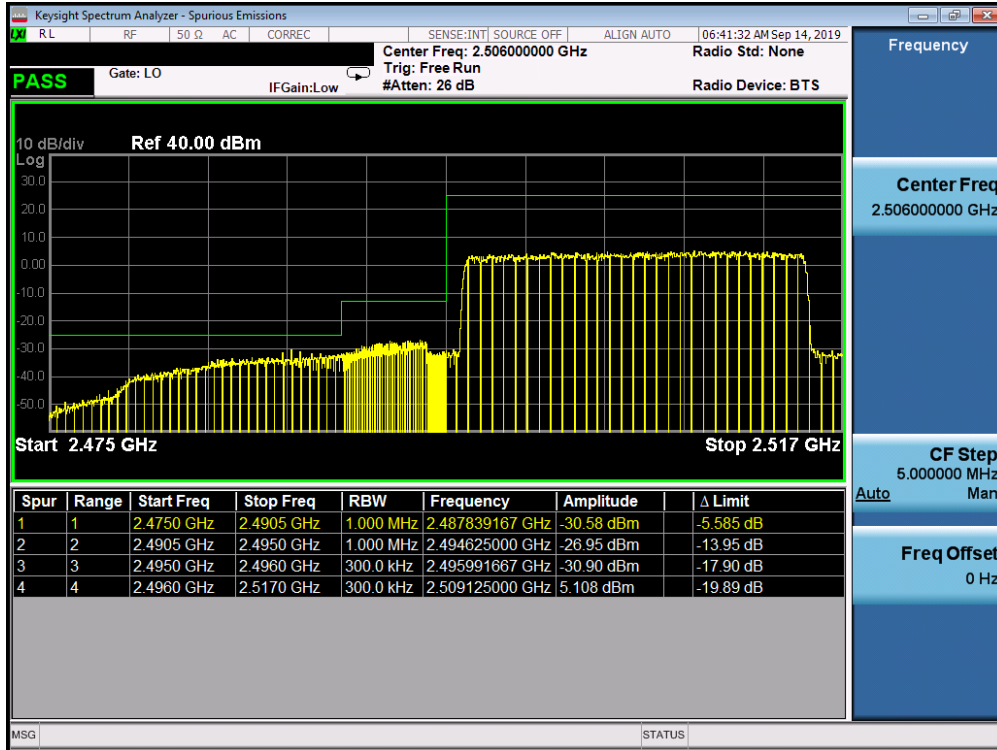 Keysight Spectrum Analyzer - Spurious Emissions
LXI RL RF 50 Ω AC CORREC SENSE:INT SOURCE OFF ALIGN AUTO 06:41:32 AM Sep 14, 2019
Center Freq: 2.506000000 GHz Radio Std: None
Gate: LO Trig: Free Run
PASS IFGain:Low #Atten: 26 dB Radio Device: BTS
10 dB/div Ref 40.00 dBm
Log
30.0
20.0
10.0
0.00
-10.0
-20.0
-30.0
-40.0
-50.0
Start 2.475 GHz Stop 2.517 GHz
Spur Range Start Freq Stop Freq RBW Frequency Amplitude Δ Limit
1 1 2.4750 GHz 2.4905 GHz 1.000 MHz 2.487839167 GHz -30.58 dBm -5.585 dB
2 2 2.4905 GHz 2.4950 GHz 1.000 MHz 2.494625000 GHz -26.95 dBm -13.95 dB
3 3 2.4950 GHz 2.4960 GHz 300.0 kHz 2.495991667 GHz -30.90 dBm -17.90 dB
4 4 2.4960 GHz 2.5170 GHz 300.0 kHz 2.509125000 GHz 5.108 dBm -19.89 dB
MSG STATUS
Frequency
Center Freq
2.506000000 GHz
CF Step
5.000000 MHz
Auto Man
Freq Offset
0 Hz